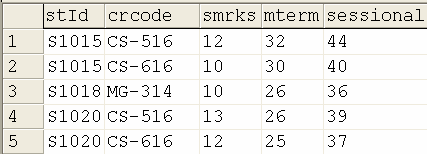 stId crcode smrks mterm sessional
1 S1015 CS-516 12 32 44
2 S1015 CS-616 10 30 40
3 S1018 MG-314 10 26 36
4 S1020 CS-516 13 26 39
5 S1020 CS-616 12 25 37